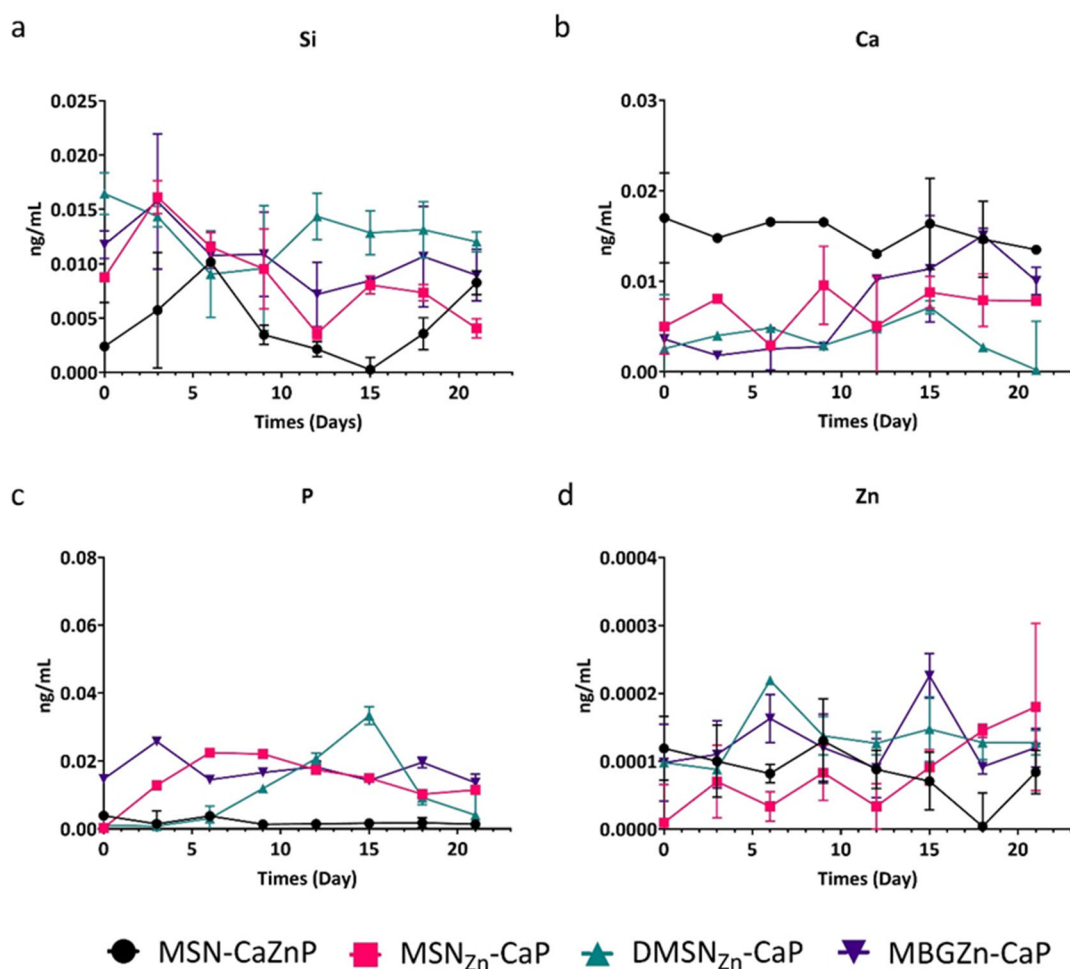 a
Si
ng/mL
0.025
0.020
0.015
0.010
0.005
0.000
0 5 10 15 20
Times (Days)
b
Ca
ng/mL
0.03
0.02
0.01
0.00
0 5 10 15 20
Times (Day)
c
P
ng/mL
0.08
0.06
0.04
0.02
0.00
0 5 10 15 20
Times (Day)
d
Zn
ng/mL
0.0004
0.0003
0.0002
0.0001
0.0000
0 5 10 15 20
Times (Day)
MSN-CaZnP MSNZn-CaP DMSNZn-CaP MBGZn-CaP